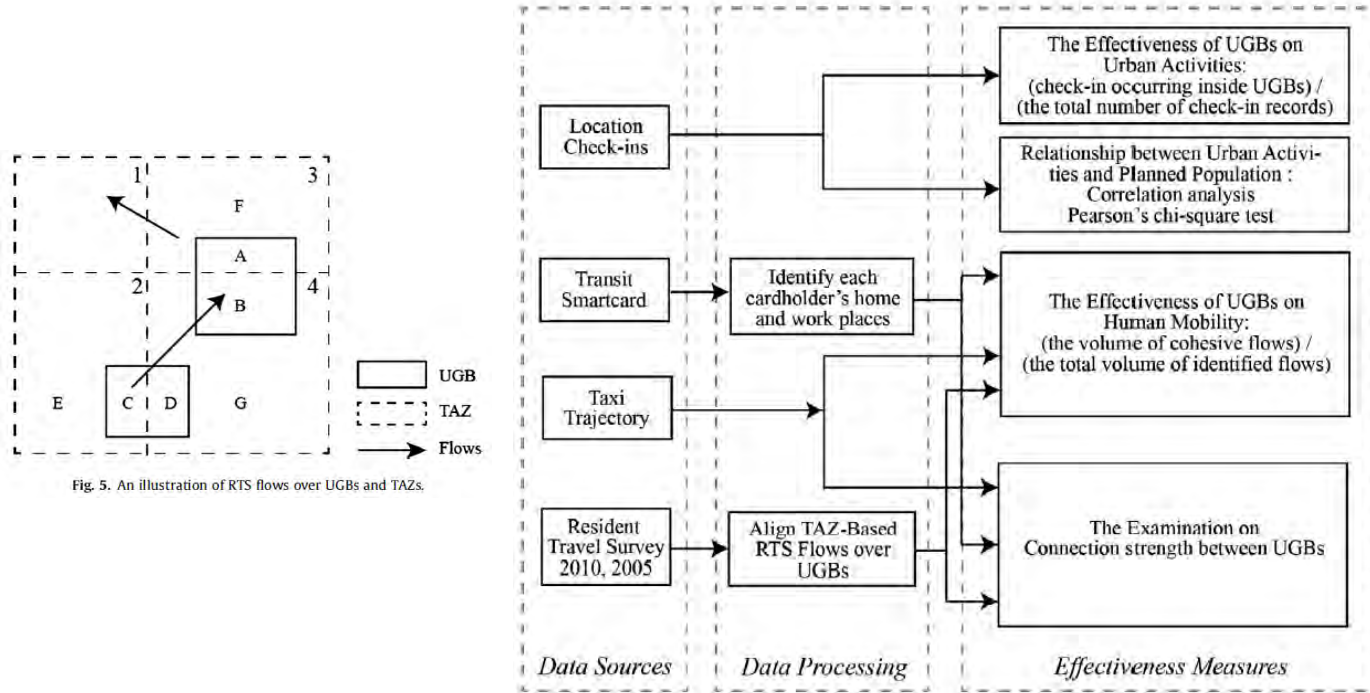 1
3
F
A
2
4
B
E
C
D
G
UGB
TAZ
Flows
Fig. 5. An illustration of RTS flows over UGBs and TAZs.
Location
Check-ins
Transit
Smartcard
Taxi
Trajectory
Resident
Travel Survey
2010, 2005
Data Sources
Identify each
cardholder's home
and work places
Align TAZ-Based
RTS Flows over
UGBs
Data Processing
The Effectiveness of UGBs on
Urban Activities:
(check-in occurring inside UGBs) /
(the total number of check-in records)
Relationship between Urban Activi-
ties and Planned Population :
Correlation analysis
Pearson's chi-square test
The Effectiveness of UGBs on
Human Mobility:
(the volume of cohesive flows) /
(the total volume of identified flows)
The Examination on
Connection strength between UGBs
Effectiveness Measures